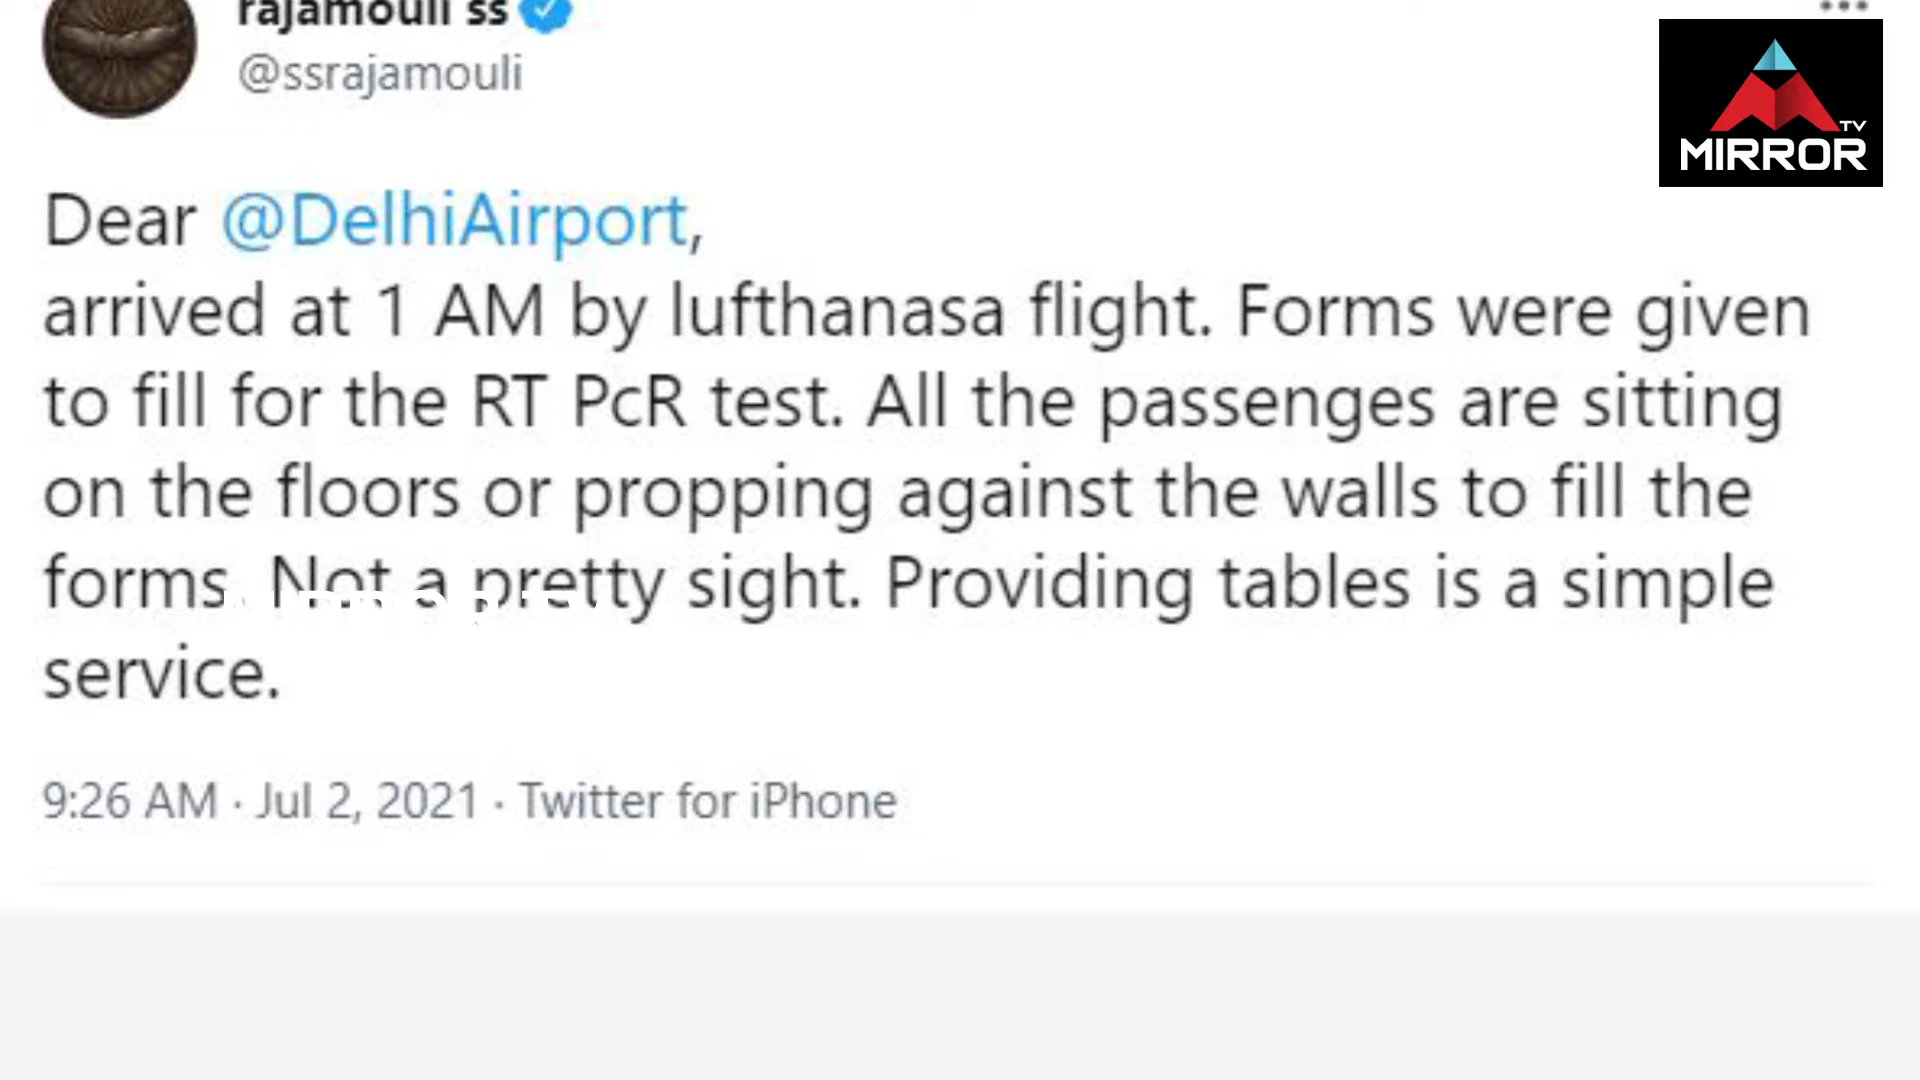 rajamouli ss
@ssrajamouli
TV
MIRROR
Dear @DelhiAirport,
arrived at 1 AM by lufthanasa flight. Forms were given
to fill for the RT PcR test. All the passenges are sitting
on the floors or propping against the walls to fill the
forms. Not a pretty sight. Providing tables is a simple
service.
9:26 AM · Jul 2, 2021 · Twitter for iPhone